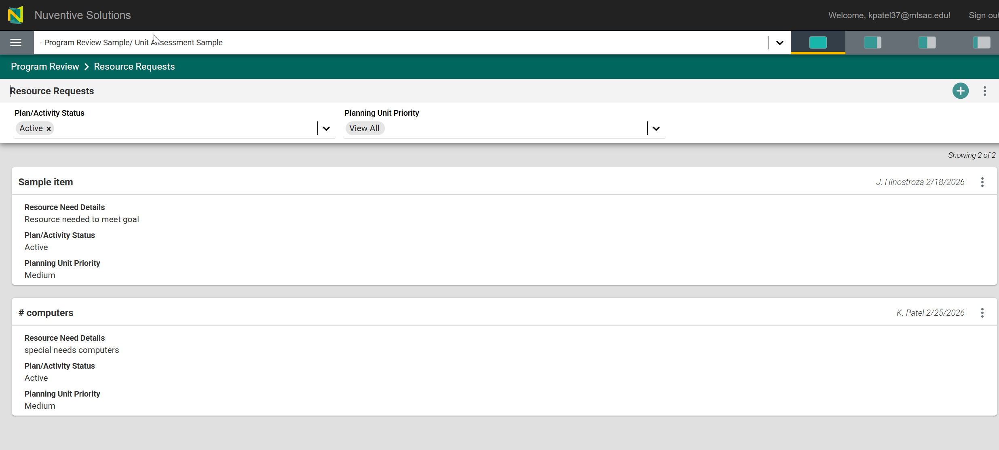 Nuventive Solutions
Welcome, kpatel37@mtsac.edu!
Sign out
- Program Review Sample/ Unit Assessment Sample
Program Review > Resource Requests
Resource Requests
Plan/Activity Status
Planning Unit Priority
Active ×
View All
Showing 2 of 2
Sample item
J. Hinostroza 2/18/2026
Resource Need Details
Resource needed to meet goal
Plan/Activity Status
Active
Planning Unit Priority
Medium
# computers
K. Patel 2/25/2026
Resource Need Details
special needs computers
Plan/Activity Status
Active
Planning Unit Priority
Medium